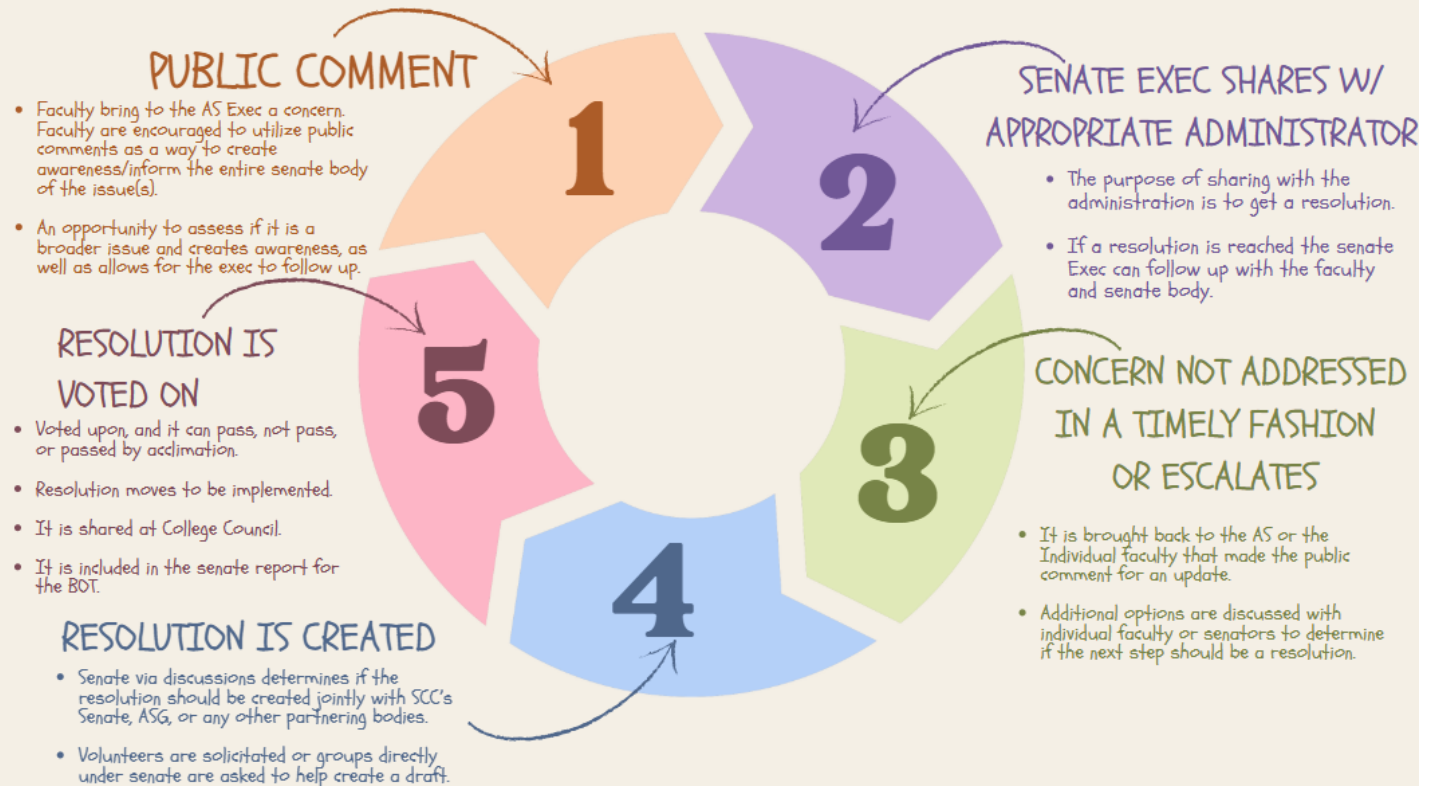 PUBLIC COMMENT
• Faculty bring to the AS Exec a concern.
Faculty are encouraged to utilize public
comments as a way to create
awareness/inform the entire senate body
of the issue(s).
• An opportunity to assess if it is a
broader issue and creates awareness, as
well as allows for the exec to follow up.
1
2
SENATE EXEC SHARES W/
APPROPRIATE ADMINISTRATOR
• The purpose of sharing with the
administration is to get a resolution.
• If a resolution is reached the senate
Exec can follow up with the faculty
and senate body.
3
CONCERN NOT ADDRESSED
IN A TIMELY FASHION
OR ESCALATES
• It is brought back to the AS or the
Individual faculty that made the public
comment for an update.
• Additional options are discussed with
individual faculty or senators to determine
if the next step should be a resolution.
4
RESOLUTION IS CREATED
• Senate via discussions determines if the
resolution should be created jointly with SCC's
Senate, ASG, or any other partnering bodies.
• Volunteers are solicitated or groups directly
under senate are asked to help create a draft.
5
RESOLUTION IS
VOTED ON
• Voted upon, and it can pass, not pass,
or passed by acclimation.
• Resolution moves to be implemented.
• It is shared at College Council.
• It is included in the senate report for
the BOT.